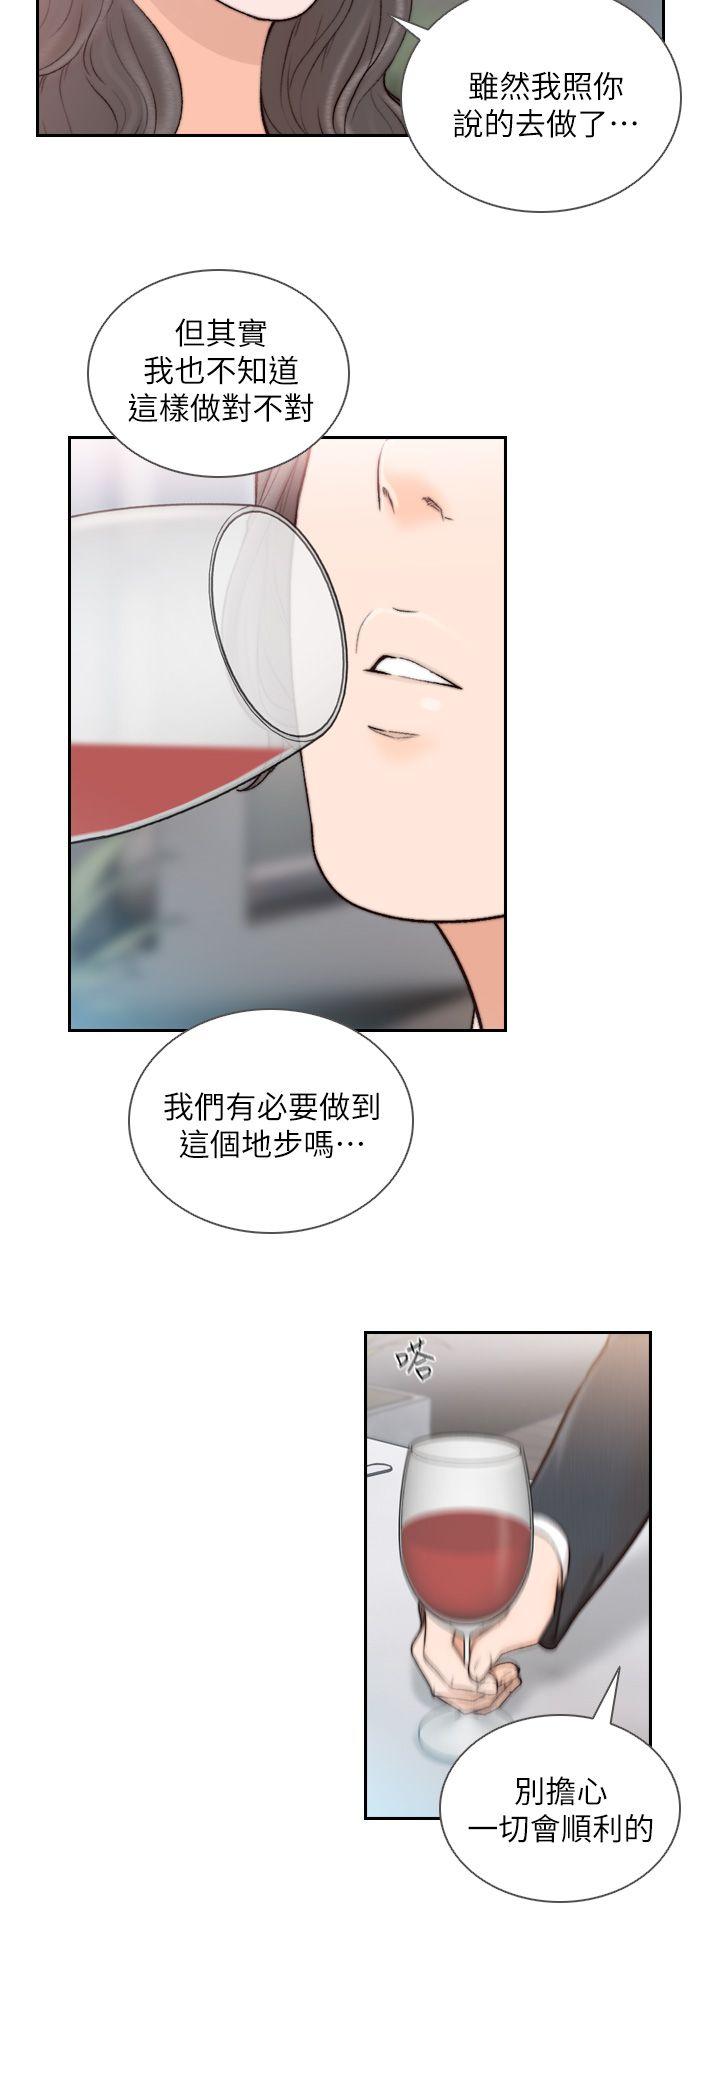 雖然我照你
說的去做了…
但其實
我也不知道
這樣做對不對
我們有必要做到
這個地步嗎…
嗒
別擔心
一切會順利的